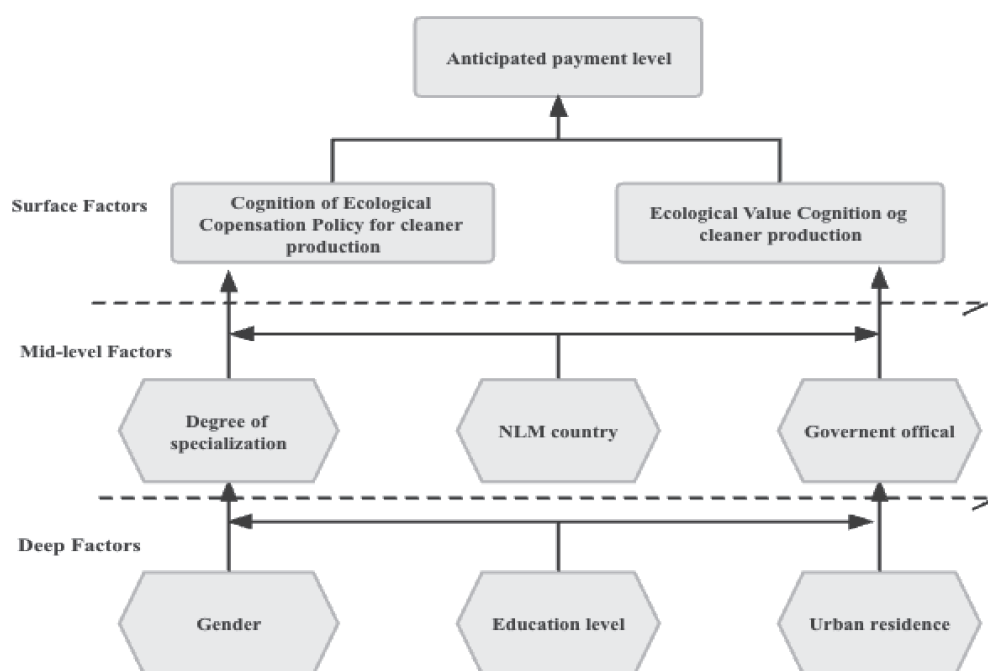 Anticipated payment level
Surface Factors
Cognition of Ecological
Copensation Policy for cleaner
production
Ecological Value Cognition og
cleaner production
Mid-level Factors
Degree of
specialization
NLM country
Governent offical
Deep Factors
Gender
Education level
Urban residence